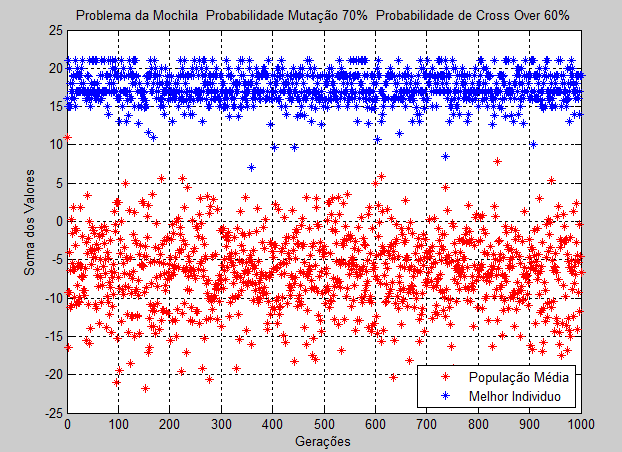 Problema da Mochila  Probabilidade Mutação 70%  Probabilidade de Cross Over 60%
25
20
15
10
5
0
-5
-10
-15
-20
-25
Soma dos Valores
População Média
Melhor Individuo
0 100 200 300 400 500 600 700 800 900 1000
Gerações